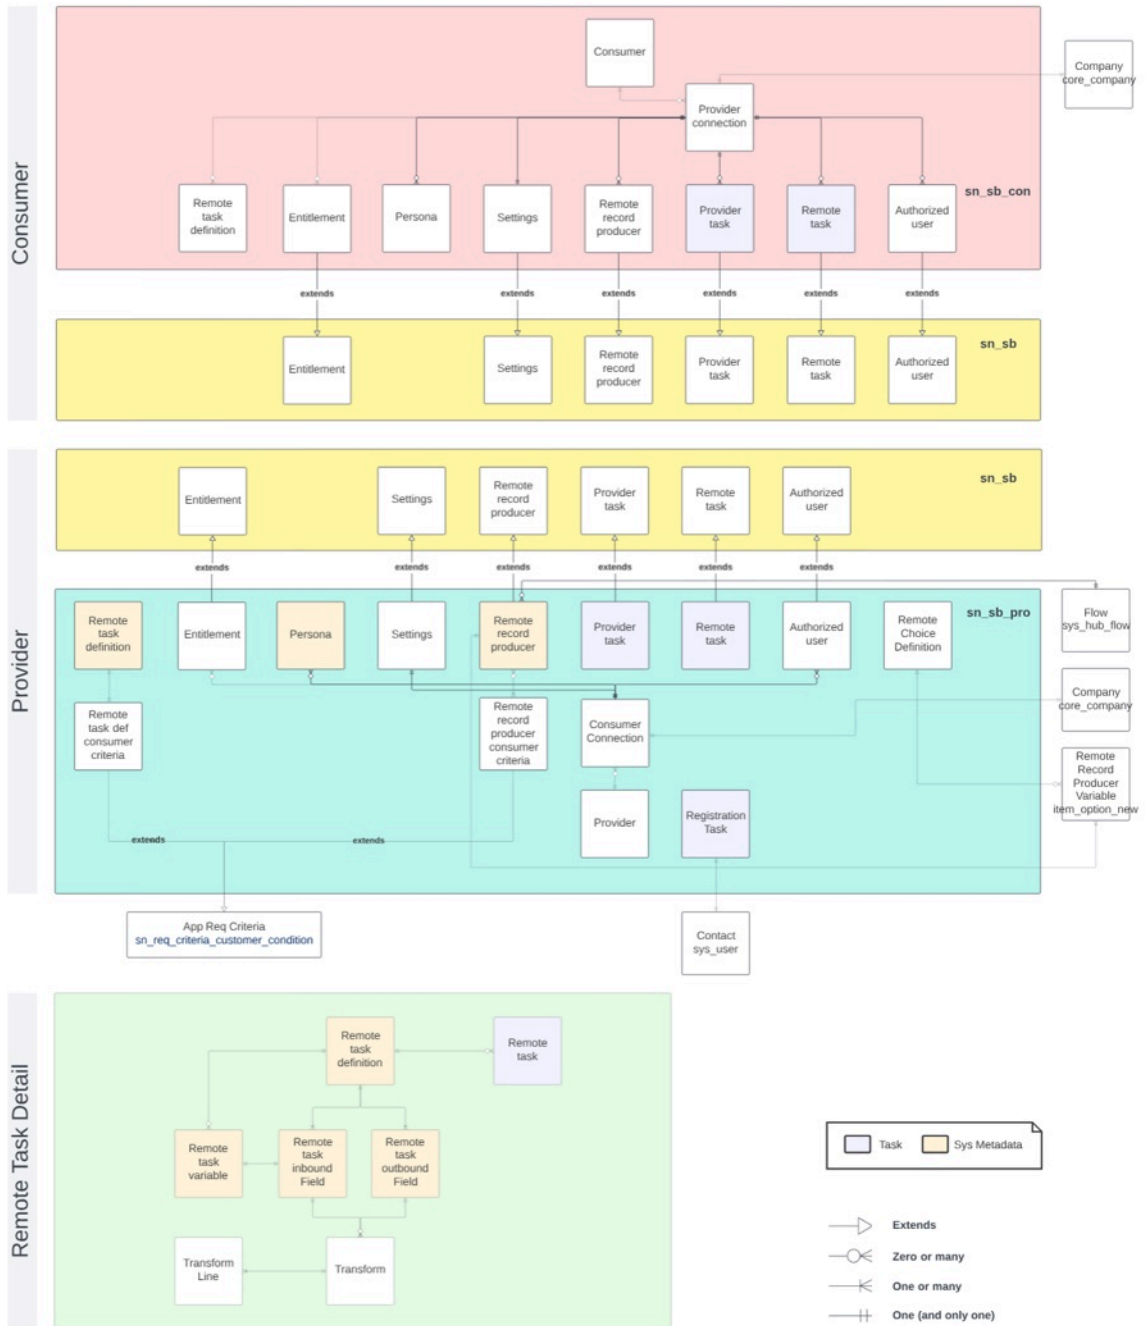 Consumer
Consumer
Company
core_company
Provider
connection
Remote
task
definition
Entitlement
Persona
Settings
Remote
record
producer
Provider
task
Remote
task
Authorized
user
sn_sb_con
extends
extends
extends
extends
extends
extends
sn_sb
Entitlement
Settings
Remote
record
producer
Provider
task
Remote
task
Authorized
user
Provider
sn_sb
Entitlement
Settings
Remote
record
producer
Provider
task
Remote
task
Authorized
user
extends
extends
extends
extends
extends
extends
sn_sb_pro
Remote
task
definition
Entitlement
Persona
Settings
Remote
record
producer
Provider
task
Remote
task
Authorized
user
Remote
Choice
Definition
Flow
sys_hub_flow
Remote
task def
consumer
criteria
Remote
record
producer
consumer
criteria
Consumer
Connection
Company
core_company
Provider
Registration
Task
Remote
Record
Producer
Variable
item_option_new
extends
extends
App Req Criteria
sn_req_criteria_customer_condition
Contact
sys_user
Remote Task Detail
Remote
task
definition
Remote
task
Remote
task
variable
Remote
task
inbound
Field
Remote
task
outbound
Field
Transform
Line
Transform
Task
Sys Metadata
Extends
Zero or many
One or many
One (and only one)